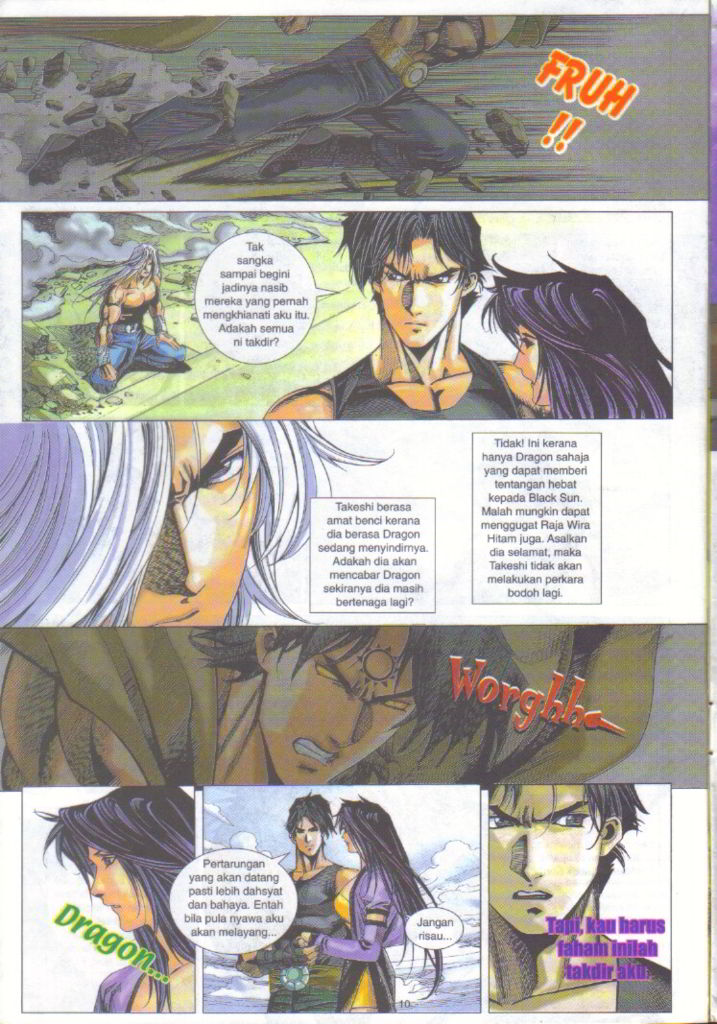 FRUH
!!
Tak
sangka
sampai begini
nasib
mereka yang pernah
mengkhianati aku itu.
Adakah semua
ni takdir?
Takeshi berasa
amat benci kerana
dia berasa Dragon
sedang menyindirnya.
Adakah dia akan
mencabar Dragon
sekiranya dia masih
bertenaga lagi?
Tidak! Ini kerana
hanya Dragon sahaja
yang dapat memberi
tentangan hebat
kepada Black Sun.
Malah mungkin dapat
menggugat Raja Wira
Hitam juga. Asalkan
dia selamat, maka
Takeshi tidak akan
melakukan perkara
bodoh lagi.
Worghh
Dragon...
Pertarungan
yang akan datang
pasti lebih dahsyat
dan bahaya. Entah
bila pula nyawa aku
akan melayang...
Jangan
risau...
Tapi, kau harus
faham inilah
takdir aku.
10